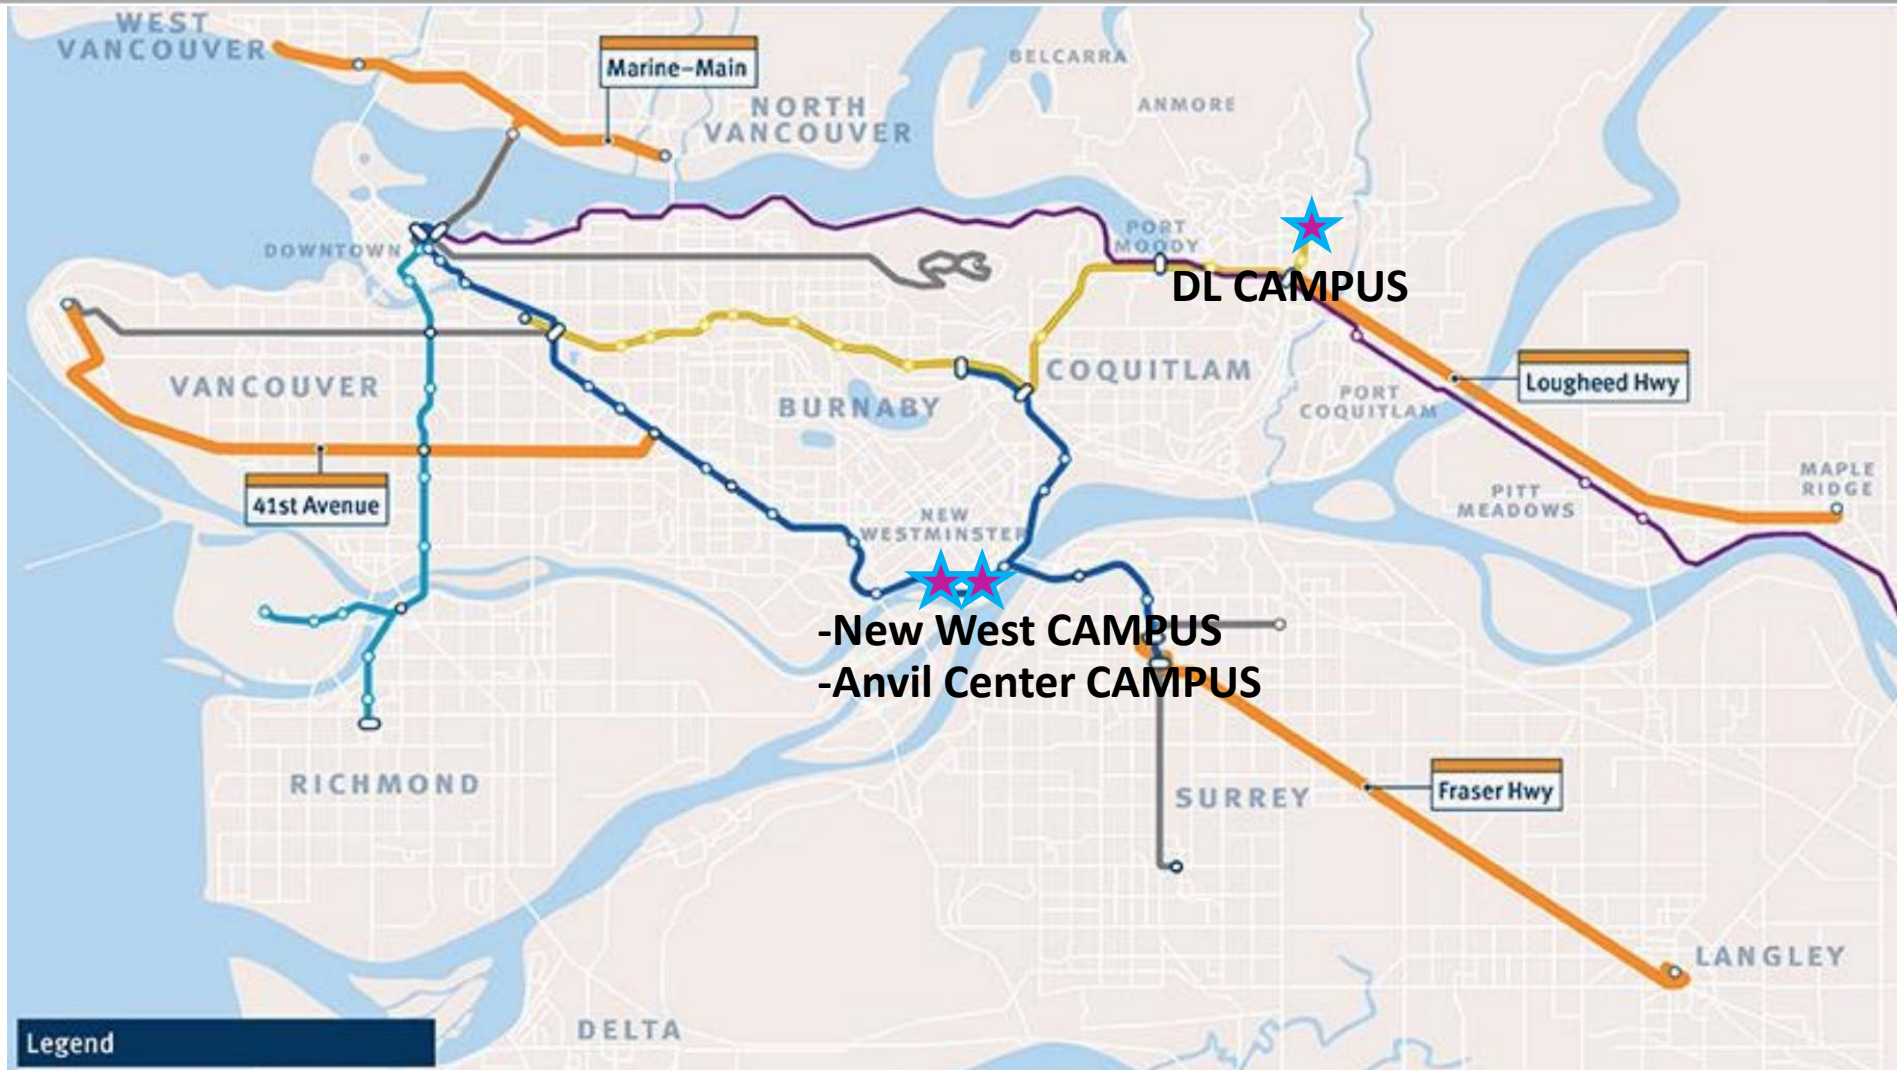 WEST
VANCOUVER
Marine–Main
NORTH
VANCOUVER
BELCARRA
ANMORE
DOWNTOWN
PORT
MOODY
DL CAMPUS
VANCOUVER
BURNABY
COQUITLAM
PORT
COQUITLAM
Lougheed Hwy
41st Avenue
NEW
WESTMINSTER
PITT
MEADOWS
MAPLE
RIDGE
-New West CAMPUS
-Anvil Center CAMPUS
RICHMOND
SURREY
Fraser Hwy
LANGLEY
DELTA
Legend